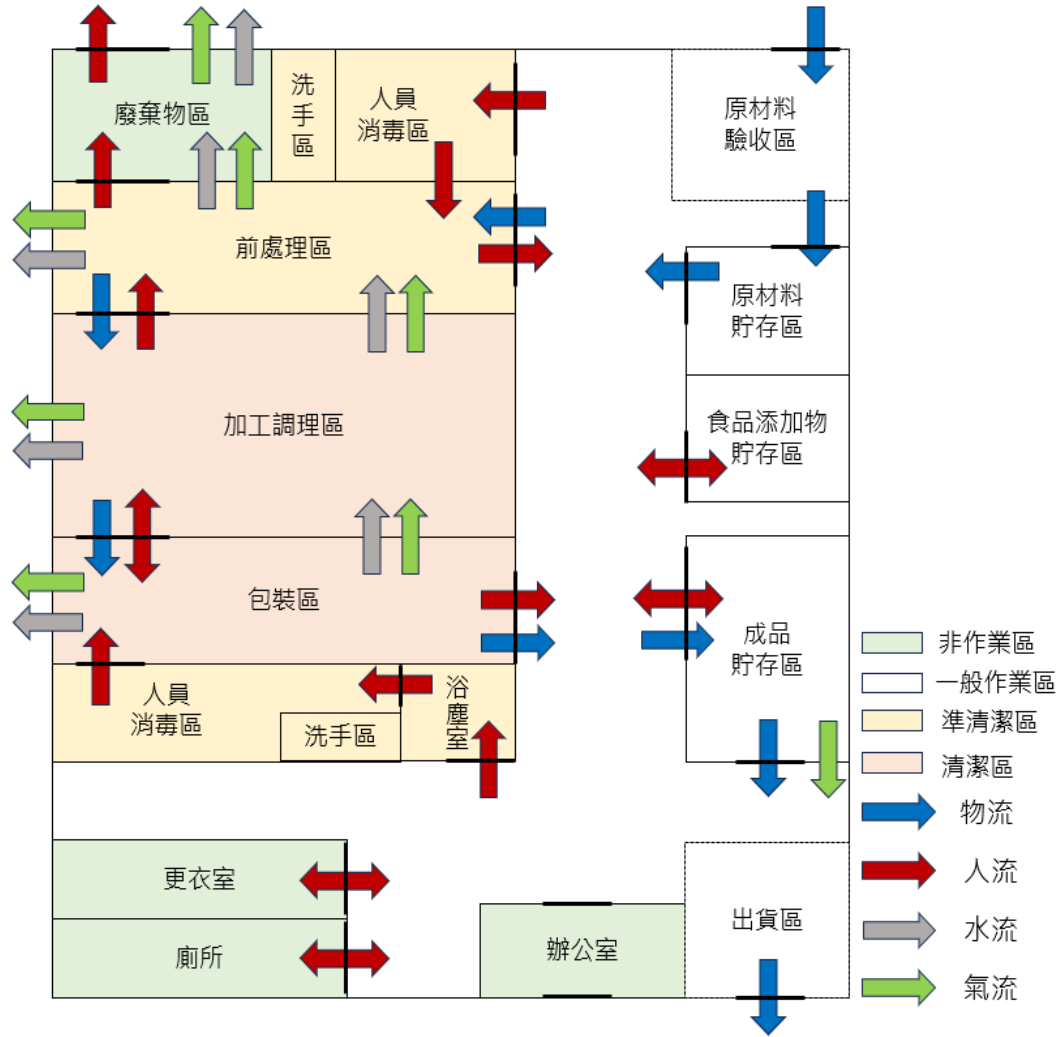 廢棄物區
洗
手
區
人員
消毒區
原材料
驗收區
前處理區
原材料
貯存區
加工調理區
食品添加物
貯存區
包裝區
成品
貯存區
人員
消毒區
洗手區
浴
塵
室
更衣室
廁所
辦公室
出貨區
非作業區
一般作業區
準清潔區
清潔區
物流
人流
水流
氣流